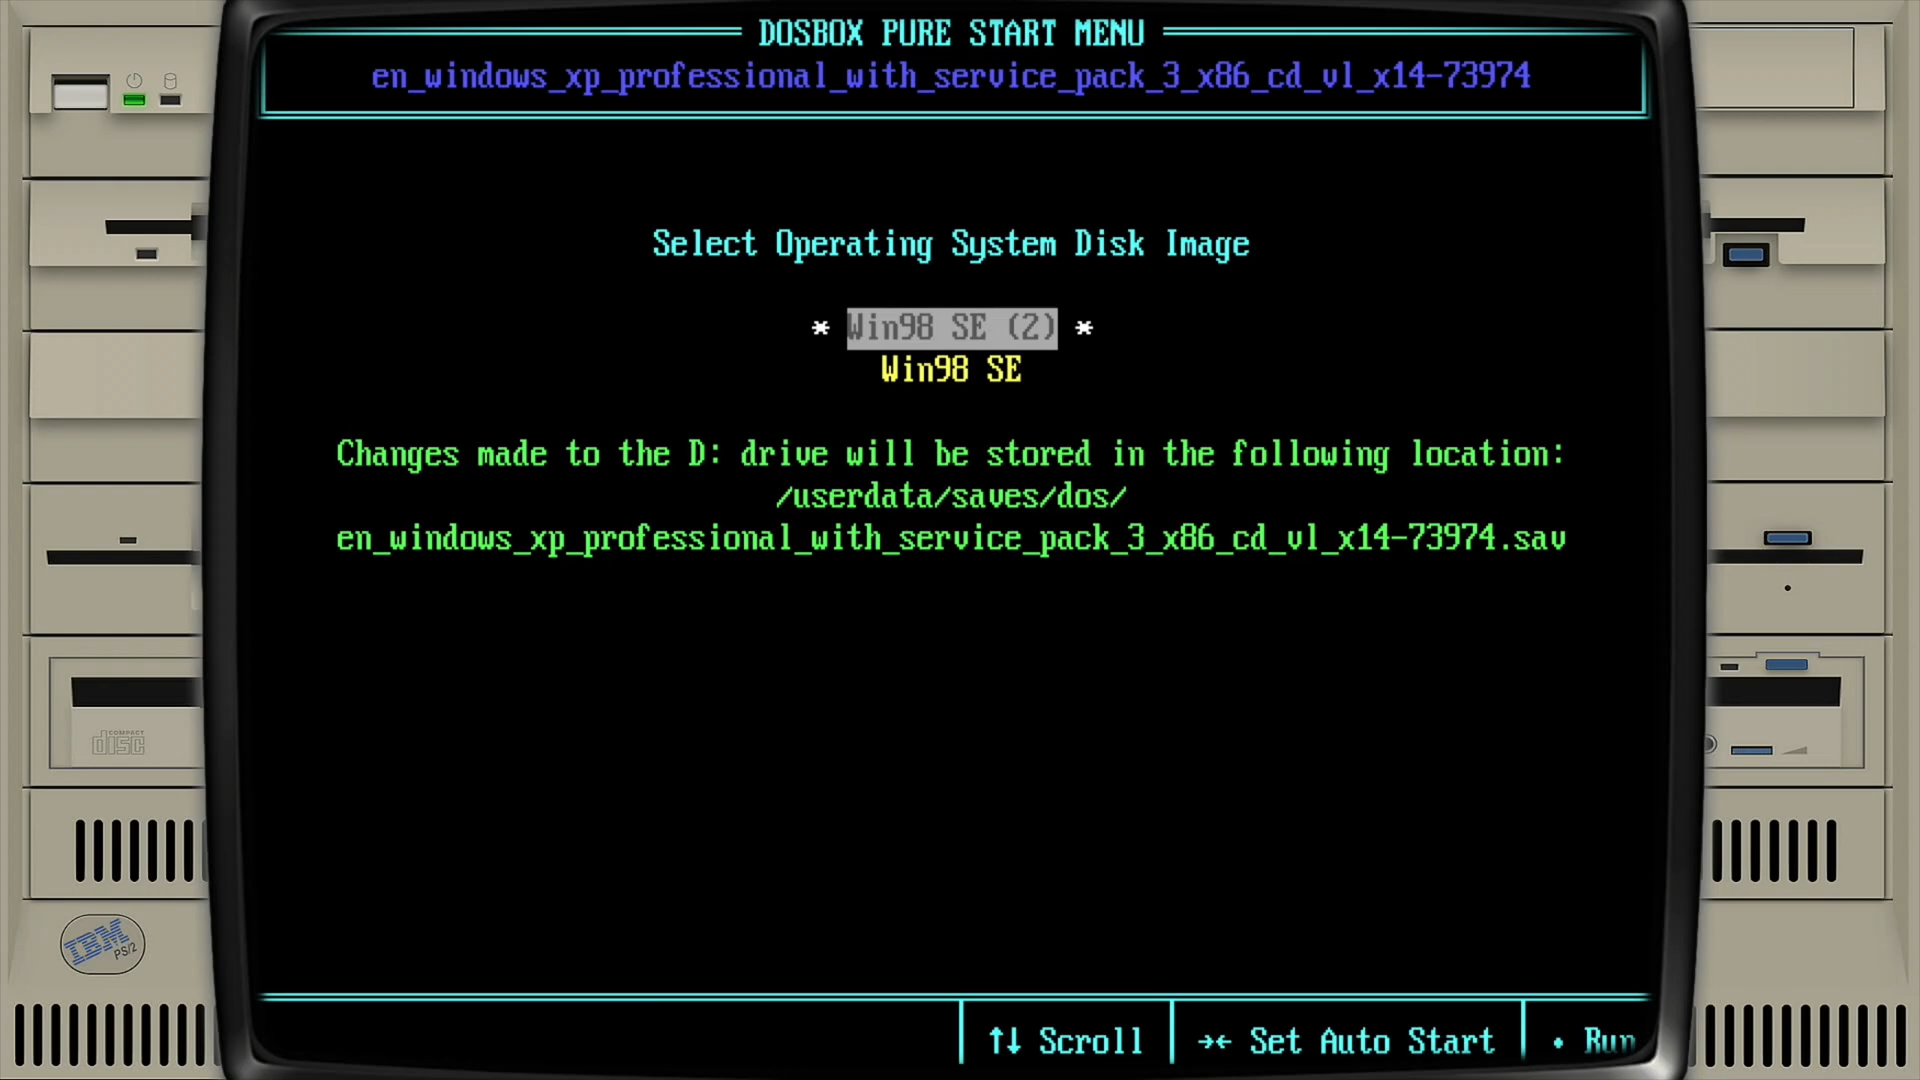 DOSBOX PURE START MENU
en_windows_xp_professional_with_service_pack_3_x86_cd_vl_x14-73974
Select Operating System Disk Image
* Win98 SE (2) *
Win98 SE
Changes made to the D: drive will be stored in the following location:
/userdata/saves/dos/
en_windows_xp_professional_with_service_pack_3_x86_cd_vl_x14-73974.sav
COMPACT
disc
IBM
PS/2
↑↓ Scroll
→← Set Auto Start
• Run